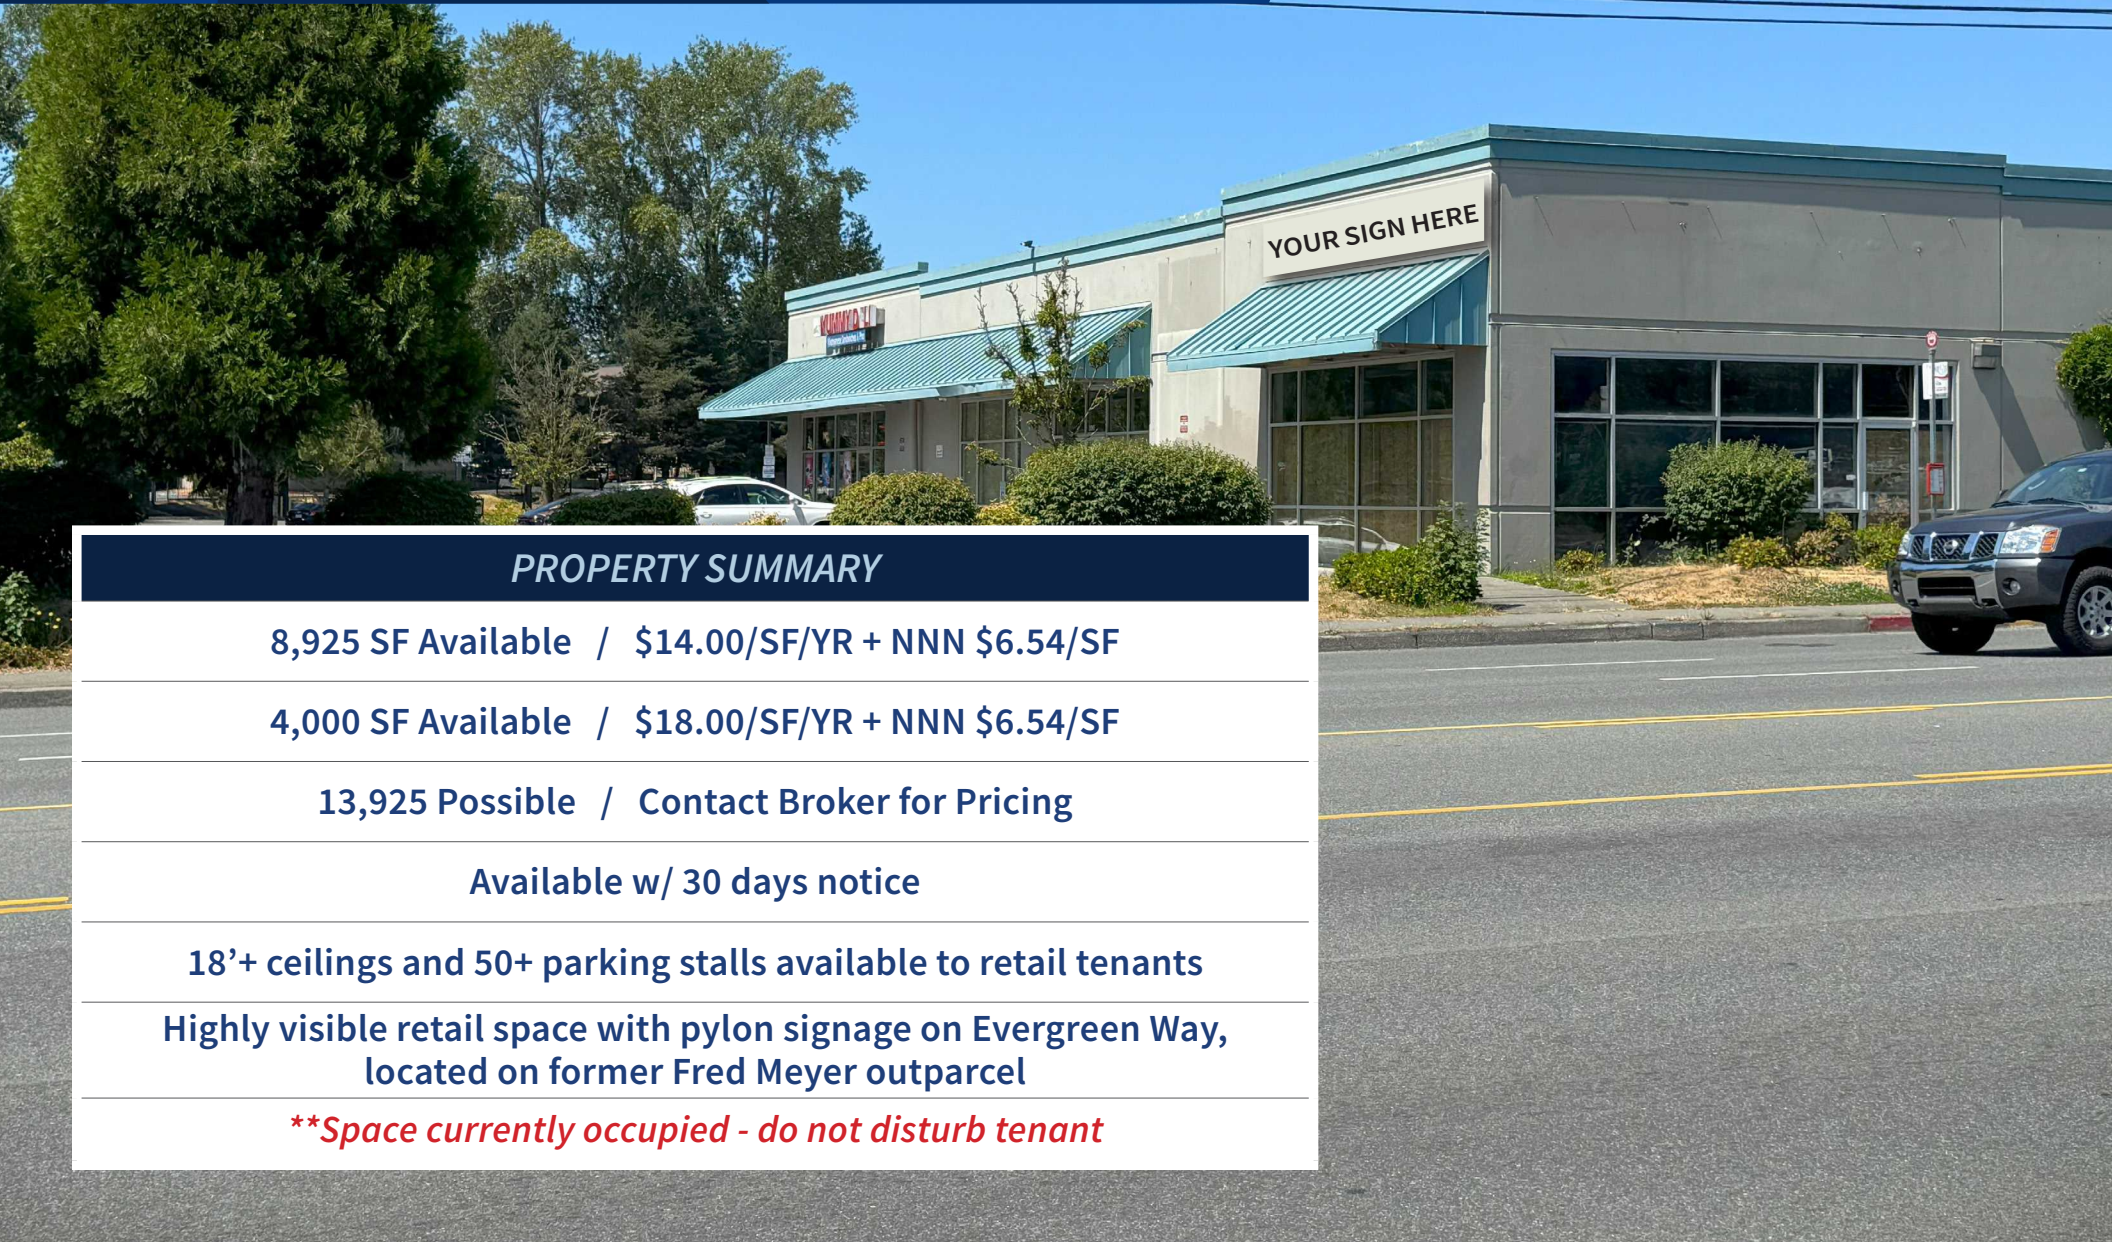 YOUR SIGN HERE
PROPERTY SUMMARY
8,925 SF Available / $14.00/SF/YR + NNN $6.54/SF
4,000 SF Available / $18.00/SF/YR + NNN $6.54/SF
13,925 Possible / Contact Broker for Pricing
Available w/ 30 days notice
18’+ ceilings and 50+ parking stalls available to retail tenants
Highly visible retail space with pylon signage on Evergreen Way,
located on former Fred Meyer outparcel
**Space currently occupied - do not disturb tenant